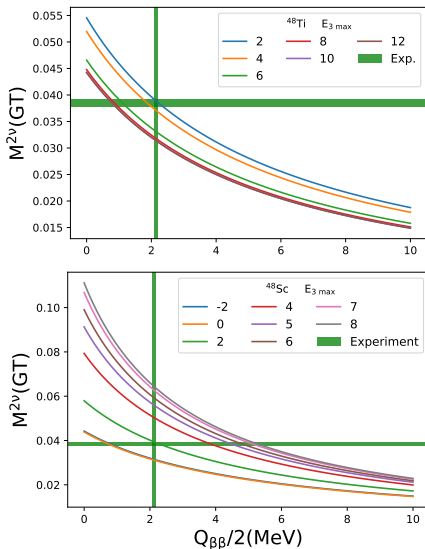 ⁴⁸Ti E₃ max
2 8 12
4 10 Exp.
6
0.055
0.050
0.045
0.040
0.035
0.030
0.025
0.020
0.015
M²ᵛ(GT)
0 2 4 6 8 10
⁴⁸Sc E₃ max
-2 4 7
0 5 8
2 6 Experiment
0.10
0.08
0.06
0.04
0.02
M²ᵛ(GT)
0 2 4 6 8 10
Qββ/2(MeV)